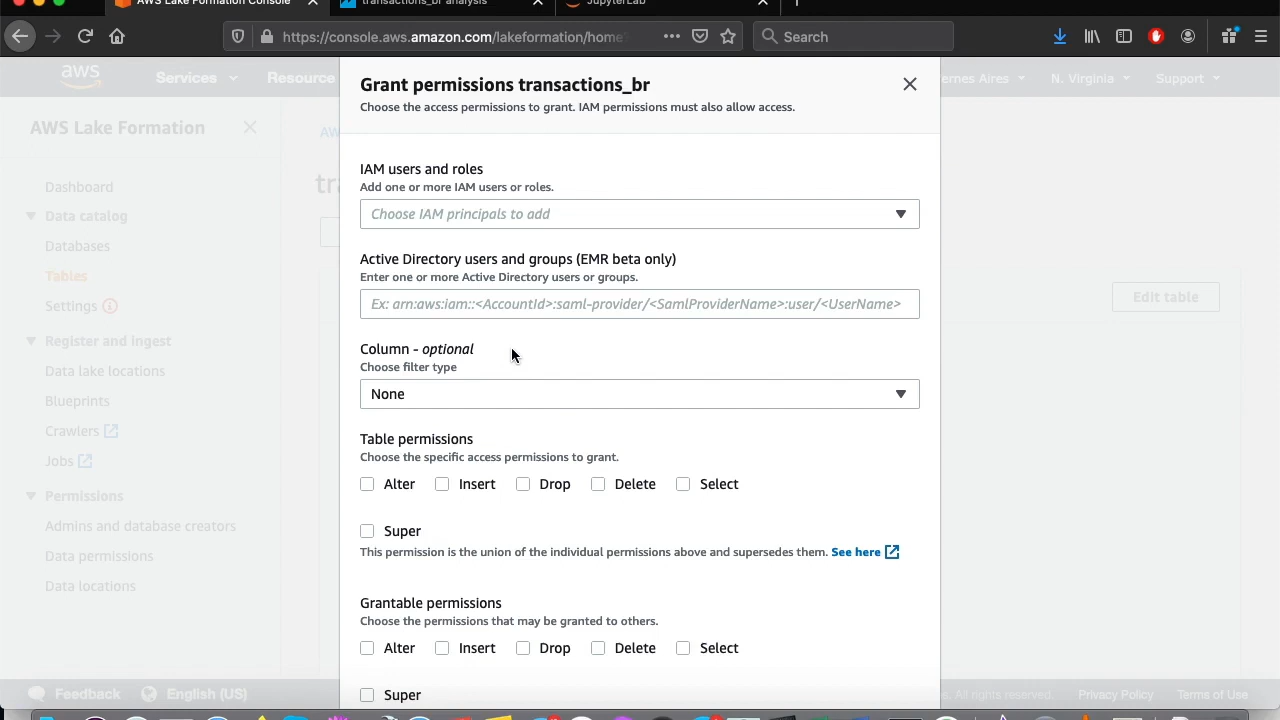 AWS Lake Formation Console
transactions_br analysis
JupyterLab
https://console.aws.amazon.com/lakeformation/home
Search
aws
Services
Resource
N. Virginia
Support
Grant permissions transactions_br
Choose the access permissions to grant. IAM permissions must also allow access.
AWS Lake Formation
Dashboard
Data catalog
Databases
Tables
Settings
Register and ingest
Data lake locations
Blueprints
Crawlers
Jobs
Permissions
Admins and database creators
Data permissions
Data locations
Edit table
IAM users and roles
Add one or more IAM users or roles.
Choose IAM principals to add
Active Directory users and groups (EMR beta only)
Enter one or more Active Directory users or groups.
Ex: arn:aws:iam::<AccountId>:saml-provider/<SamlProviderName>:user/<UserName>
Column - optional
Choose filter type
None
Table permissions
Choose the specific access permissions to grant.
Alter Insert Drop Delete Select
Super
This permission is the union of the individual permissions above and supersedes them. See here
Grantable permissions
Choose the permissions that may be granted to others.
Alter Insert Drop Delete Select
Super
Feedback
English (US)
All rights reserved.
Privacy Policy
Terms of Use